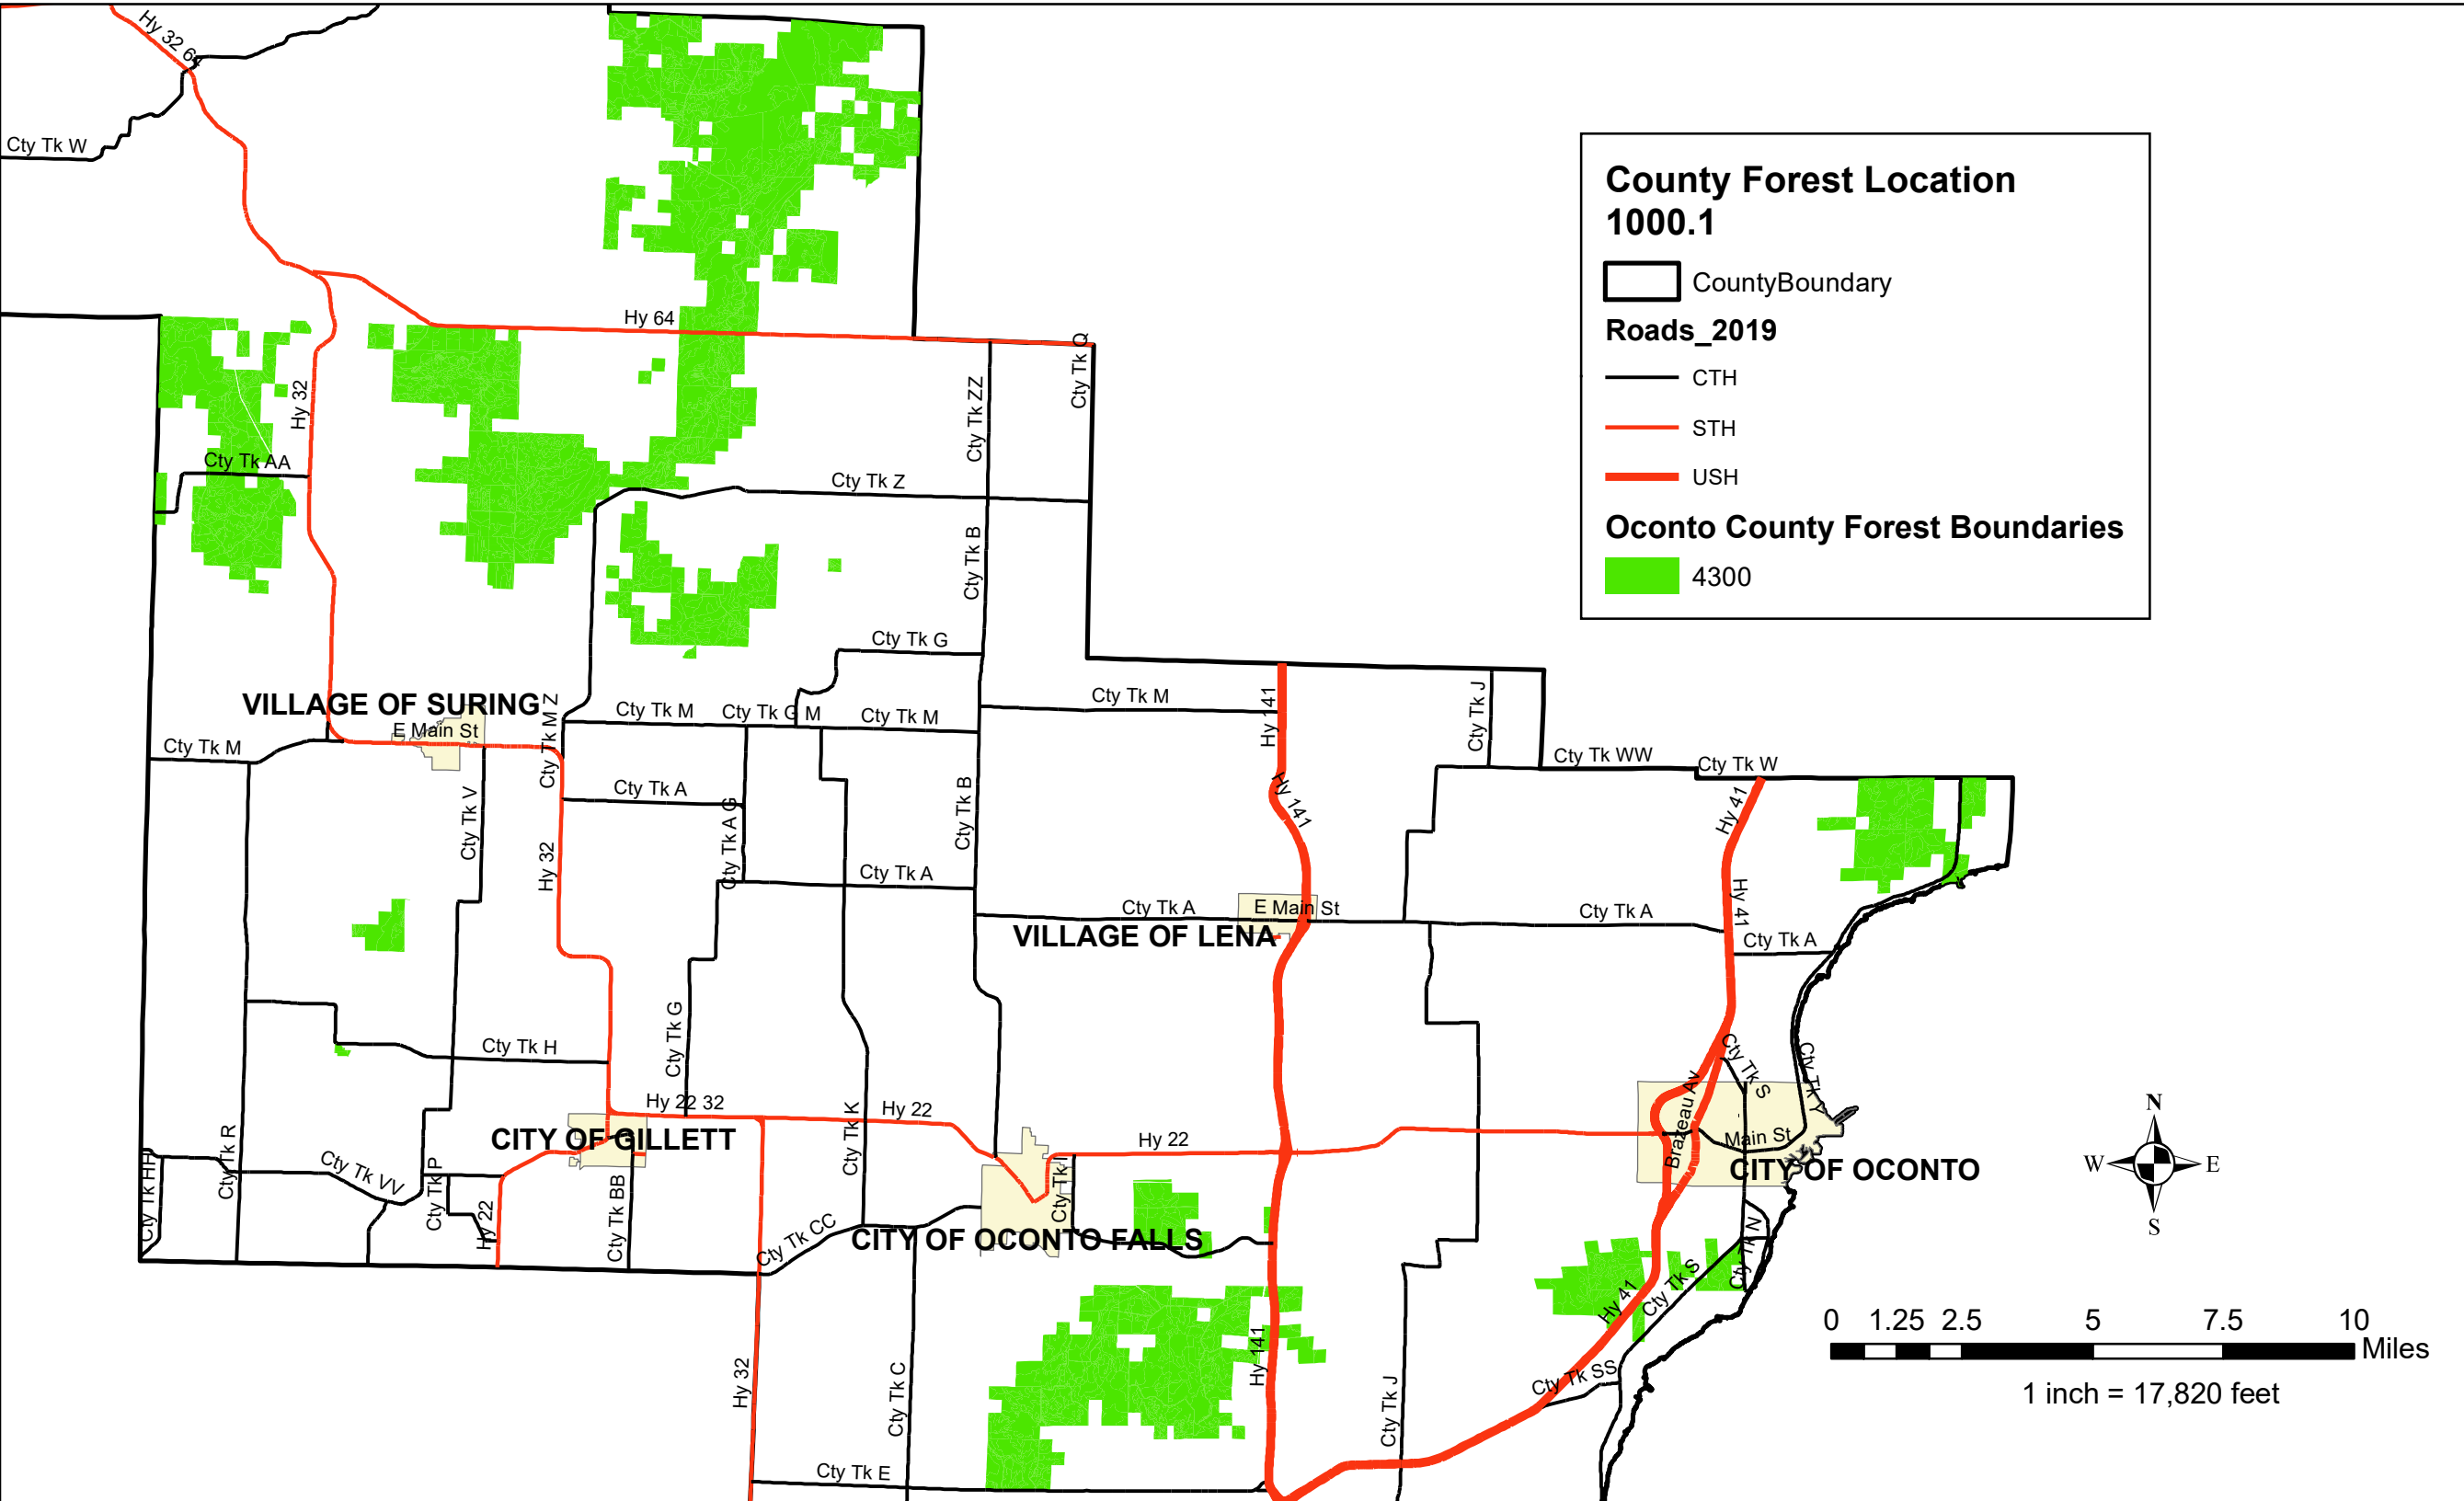 Hy 32 64
Cty Tk W
County Forest Location
1000.1
CountyBoundary
Roads_2019
CTH
STH
USH
Oconto County Forest Boundaries
4300
Hy 64
Cty Tk Q
Hy 32
Cty Tk ZZ
Cty Tk AA
Cty Tk Z
Cty Tk B
Cty Tk G
VILLAGE OF SURING
E Main St
Cty Tk M
Cty Tk M Z
Cty Tk M
Cty Tk G M
Cty Tk M
Cty Tk M
Hy 141
Cty Tk J
Cty Tk WW
Cty Tk W
Cty Tk V
Cty Tk A
Cty Tk A G
Cty Tk B
Hy 141
Hy 41
Hy 32
Cty Tk A
Hy 41
Cty Tk A
E Main St
Cty Tk A
VILLAGE OF LENA
Cty Tk A
Cty Tk H
Cty Tk G
Cty Tk S
Cty Tk Y
Hy 22 32
Hy 22
Cty Tk K
Brazeau Av
Hy 22
Main St
CITY OF GILLETT
CITY OF OCONTO
Cty Tk R
Cty Tk HH
Cty Tk VV
Cty Tk P
Hy 22
Cty Tk BB
Cty Tk I
Cty Tk CC
CITY OF OCONTO FALLS
Cty Tk N
Cty Tk S
Hy 41
Hy 141
Hy 32
Cty Tk C
Cty Tk J
Cty Tk SS
Cty Tk E
N
W
E
S
0 1.25 2.5 5 7.5 10
Miles
1 inch = 17,820 feet